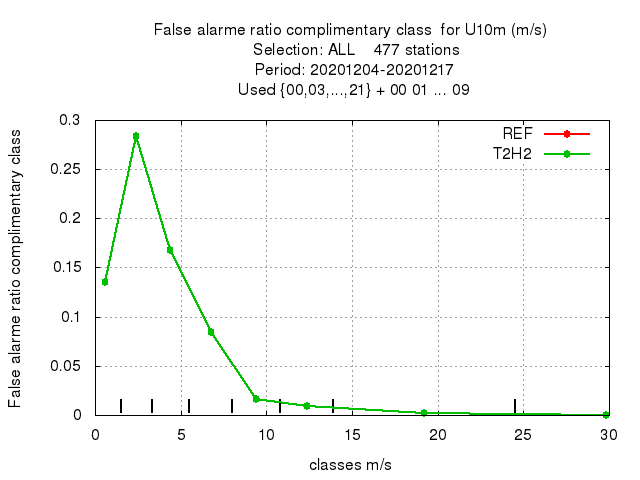 False alarme ratio complimentary class  for U10m (m/s)
Selection: ALL    477 stations
Period: 20201204-20201217
Used {00,03,...,21} + 00 01 ... 09
REF
T2H2
False alarme ratio complimentary class
0.3
0.25
0.2
0.15
0.1
0.05
0
0 5 10 15 20 25 30
classes m/s